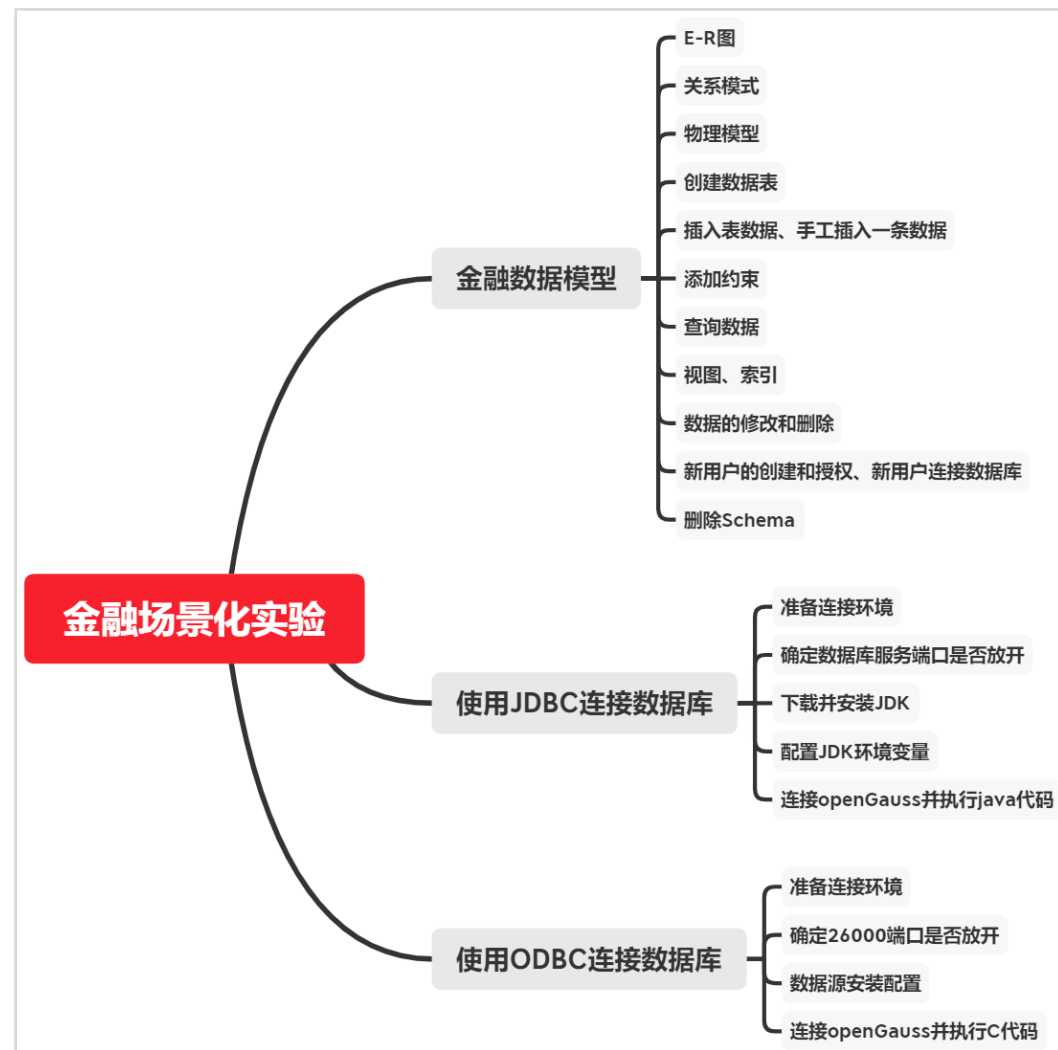 金融场景化实验
金融数据模型
E-R图
关系模式
物理模型
创建数据表
插入表数据、手工插入一条数据
添加约束
查询数据
视图、索引
数据的修改和删除
新用户的创建和授权、新用户连接数据库
删除Schema
使用JDBC连接数据库
准备连接环境
确定数据库服务端口是否放开
下载并安装JDK
配置JDK环境变量
连接openGauss并执行java代码
使用ODBC连接数据库
准备连接环境
确定26000端口是否放开
数据源安装配置
连接openGauss并执行C代码